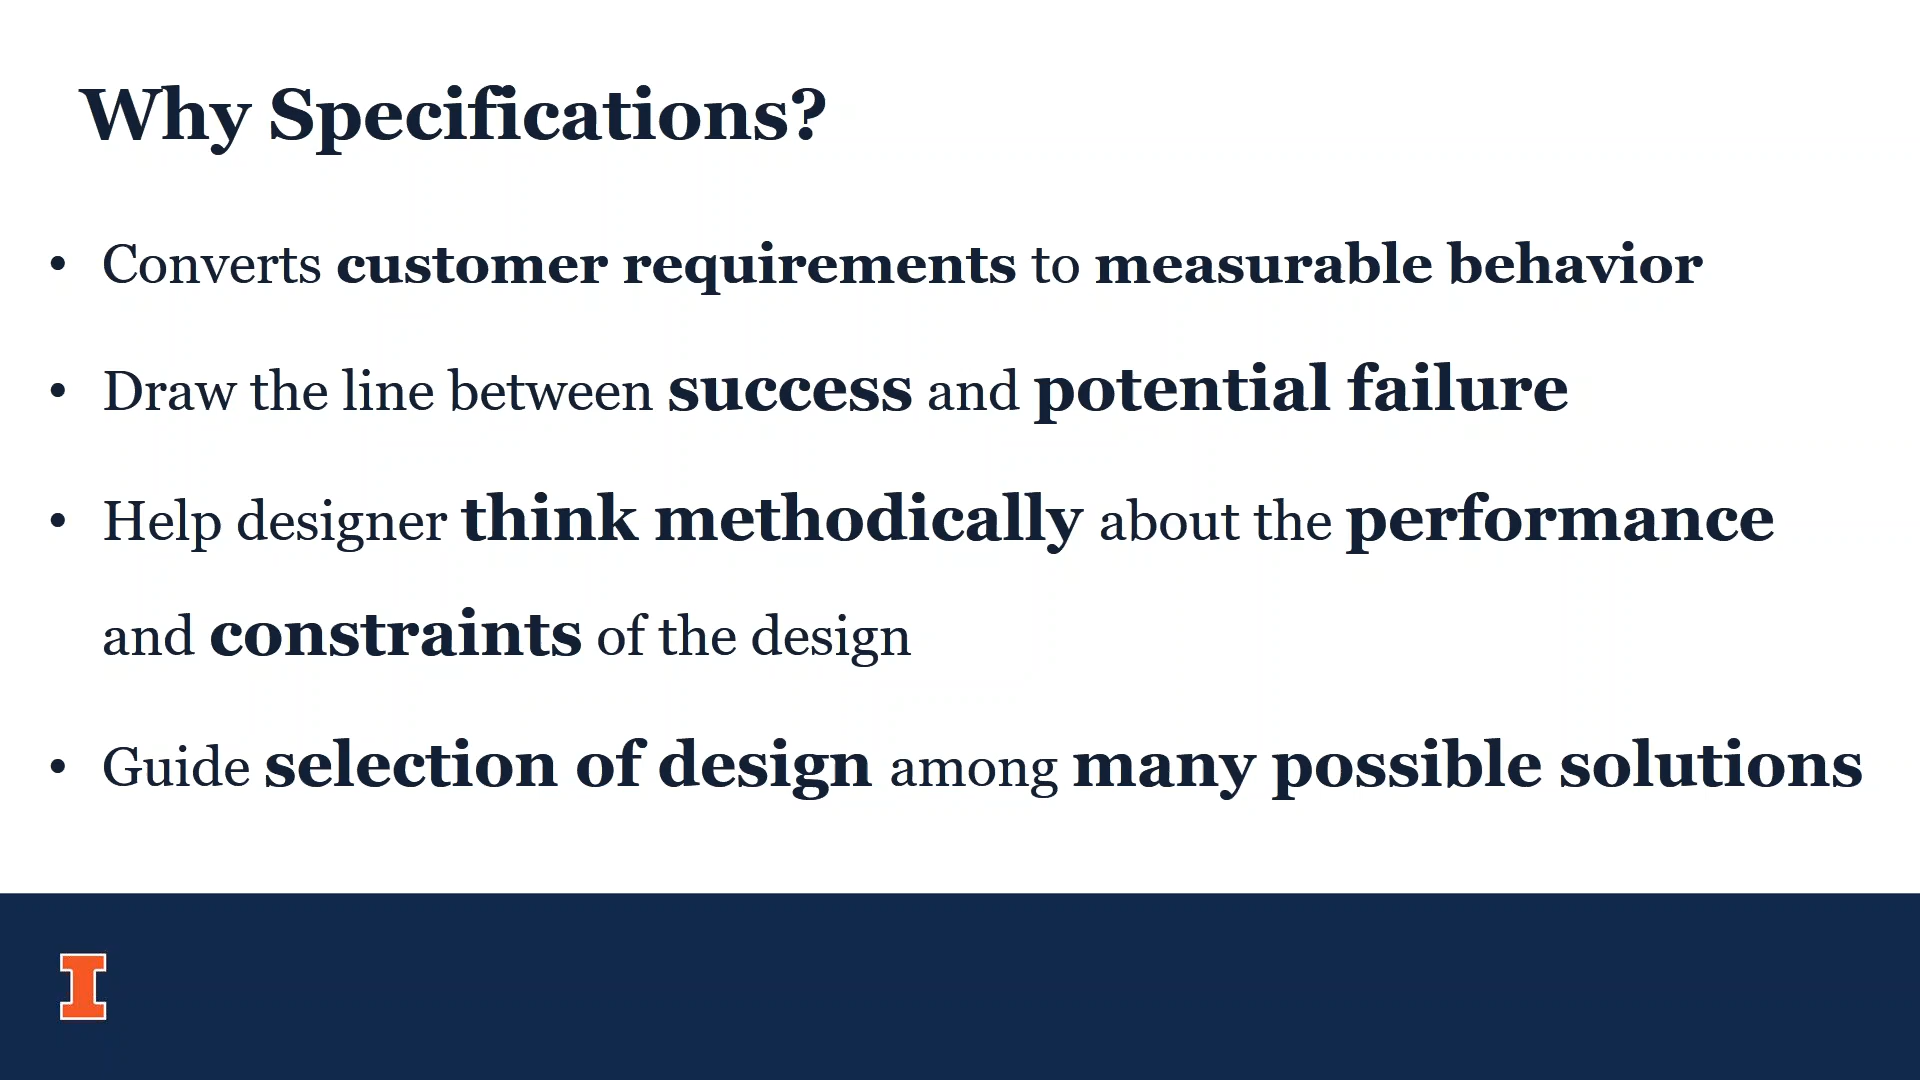 Why Specifications?
• Converts customer requirements to measurable behavior
• Draw the line between success and potential failure
• Help designer think methodically about the performance
and constraints of the design
• Guide selection of design among many possible solutions
I